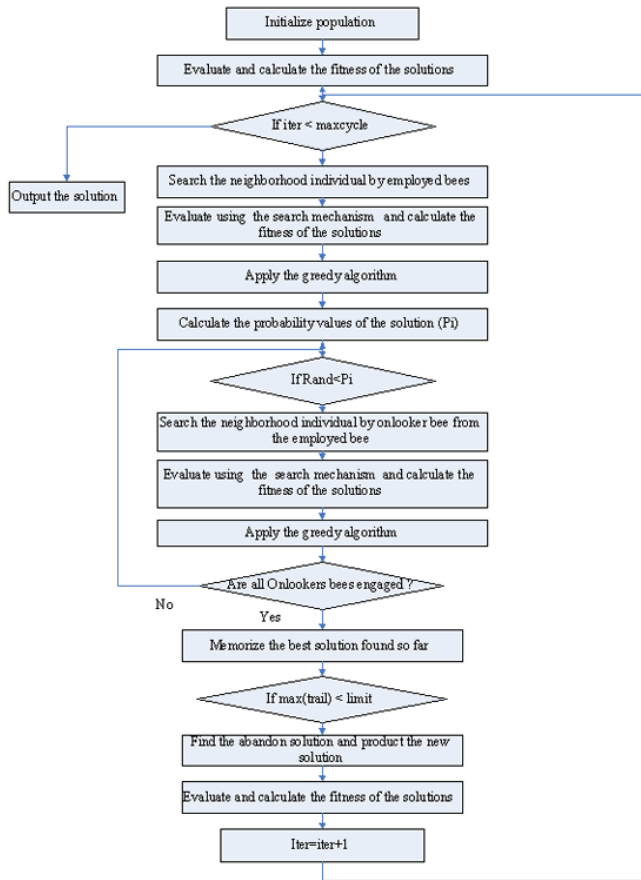 Initialize population
Evaluate and calculate the fitness of the solutions
If iter < maxcycle
Output the solution
Search the neighborhood individual by employed bees
Evaluate using the search mechanism and calculate the
fitness of the solutions
Apply the greedy algorithm
Calculate the probability values of the solution (Pi)
If Rand<Pi
Search the neighborhood individual by onlooker bee from
the employed bee
Evaluate using the search mechanism and calculate the
fitness of the solutions
Apply the greedy algorithm
Are all Onlookers bees engaged ?
No
Yes
Memorize the best solution found so far
If max(trail) < limit
Find the abandon solution and product the new
solution
Evaluate and calculate the fitness of the solutions
Iter=iter+1